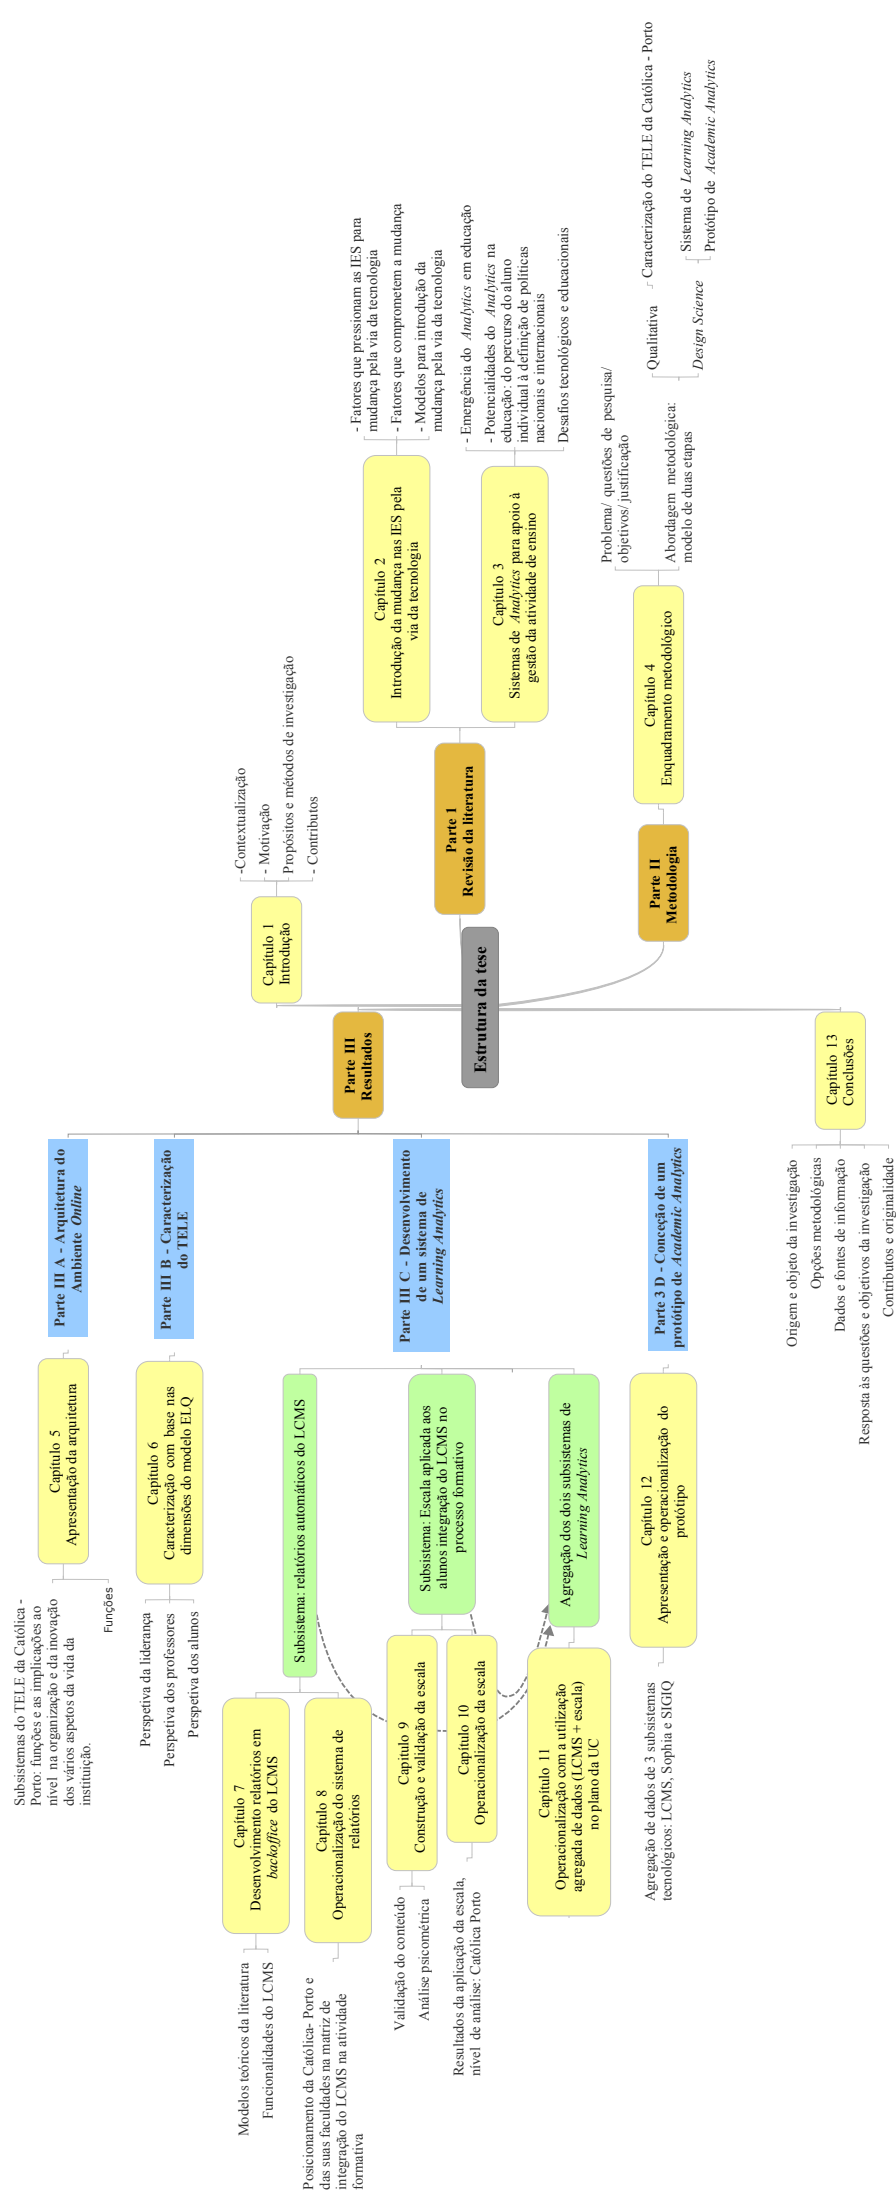 Estrutura da tese
Capítulo 1
Introdução
-Contextualização
- Motivação
Propósitos e métodos de investigação
- Contributos
Parte 1
Revisão da literatura
Capítulo 2
Introdução da mudança nas IES pela
via da tecnologia
- Fatores que pressionam as IES para
mudança pela via da tecnologia
- Fatores que comprometem a mudança
- Modelos para introdução da
mudança pela via da tecnologia
Capítulo 3
Sistemas de Analytics para apoio à
gestão da atividade de ensino
- Emergência do Analytics em educação
- Potencialidades do Analytics na
educação: do percurso do aluno
individual à definição de políticas
nacionais e internacionais
Desafios tecnológicos e educacionais
Parte II
Metodologia
Capítulo 4
Enquadramento metodológico
Problema/ questões de pesquisa/
objetivos/ justificação
Abordagem metodológica:
modelo de duas etapas
Qualitativa
Caracterização do TELE da Católica - Porto
Design Science
Sistema de Learning Analytics
Protótipo de Academic Analytics
Parte III
Resultados
Parte III A - Arquitetura do
Ambiente Online
Capítulo 5
Apresentação da arquitetura
Subsistemas do TELE da Católica -
Porto: funções e as implicações ao
nível na organização e da inovação
dos vários aspetos da vida da
instituição.
Funções
Parte III B - Caracterização
do TELE
Capítulo 6
Caracterização com base nas
dimensões do modelo ELQ
Perspetiva da liderança
Perspetiva dos professores
Perspetiva dos alunos
Parte III C - Desenvolvimento
de um sistema de
Learning Analytics
Subsistema: relatórios automáticos do LCMS
Capítulo 7
Desenvolvimento relatórios em
backoffice do LCMS
Modelos teóricos da literatura
Funcionalidades do LCMS
Capítulo 8
Operacionalização do sistema de
relatórios
Posicionamento da Católica- Porto e
das suas faculdades na matriz de
integração do LCMS na atividade
formativa
Subsistema: Escala aplicada aos
alunos integração do LCMS no
processo formativo
Capítulo 9
Construção e validação da escala
Validação do conteúdo
Análise psicométrica
Capítulo 10
Operacionalização da escala
Resultados da aplicação da escala,
nível de análise: Católica Porto
Agregação dos dois subsistemas de
Learning Analytics
Capítulo 11
Operacionalização com a utilização
agregada de dados (LCMS + escala)
no plano da UC
Parte 3 D - Conceção de um
protótipo de Academic Analytics
Capítulo 12
Apresentação e operacionalização do
protótipo
Agregação de dados de 3 subsistemas
tecnológicos: LCMS, Sophia e SIGIQ
Capítulo 13
Conclusões
Origem e objeto da investigação
Opções metodológicas
Dados e fontes de informação
Resposta às questões e objetivos da investigação
Contributos e originalidade